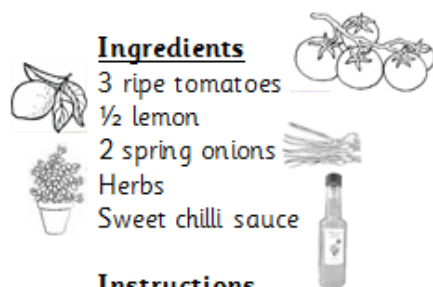 Ingredients
3 ripe tomatoes
½ lemon
2 spring onions
Herbs
Sweet chilli sauce
Instructions